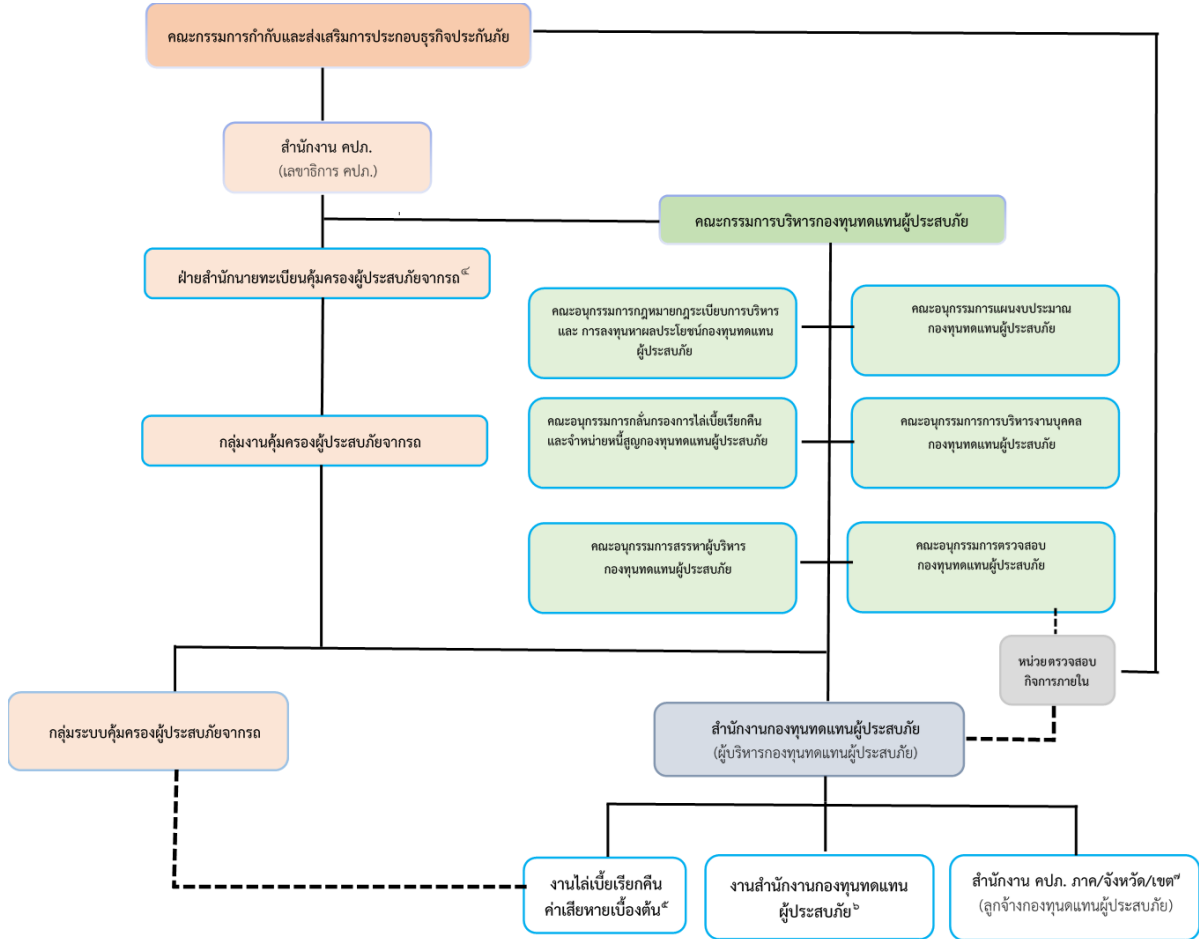 คณะกรรมการกำกับและส่งเสริมการประกอบธุรกิจประกันภัย
สำนักงาน คปภ.
(เลขาธิการ คปภ.)
คณะกรรมการบริหารกองทุนทดแทนผู้ประสบภัย
ฝ่ายสำนักนายทะเบียนคุ้มครองผู้ประสบภัยจากรถ๔
คณะอนุกรรมการกฎหมายกฎระเบียบการบริหาร
และ การลงทุนหาผลประโยชน์กองทุนทดแทน
ผู้ประสบภัย
คณะอนุกรรมการแผนงบประมาณ
กองทุนทดแทนผู้ประสบภัย
กลุ่มงานคุ้มครองผู้ประสบภัยจากรถ
คณะอนุกรรมการกลั่นกรองการไล่เบี้ยเรียกคืน
และจำหน่ายหนี้สูญกองทุนทดแทนผู้ประสบภัย
คณะอนุกรรมการการบริหารงานบุคคล
กองทุนทดแทนผู้ประสบภัย
คณะอนุกรรมการสรรหาผู้บริหาร
กองทุนทดแทนผู้ประสบภัย
คณะอนุกรรมการตรวจสอบ
กองทุนทดแทนผู้ประสบภัย
หน่วยตรวจสอบ
กิจการภายใน
กลุ่มระบบคุ้มครองผู้ประสบภัยจากรถ
สำนักงานกองทุนทดแทนผู้ประสบภัย
(ผู้บริหารกองทุนทดแทนผู้ประสบภัย)
งานไล่เบี้ยเรียกคืน
ค่าเสียหายเบื้องต้น๕
งานสำนักงานกองทุนทดแทน
ผู้ประสบภัย๖
สำนักงาน คปภ. ภาค/จังหวัด/เขต๗
(ลูกจ้างกองทุนดแทนผู้ประสบภัย)